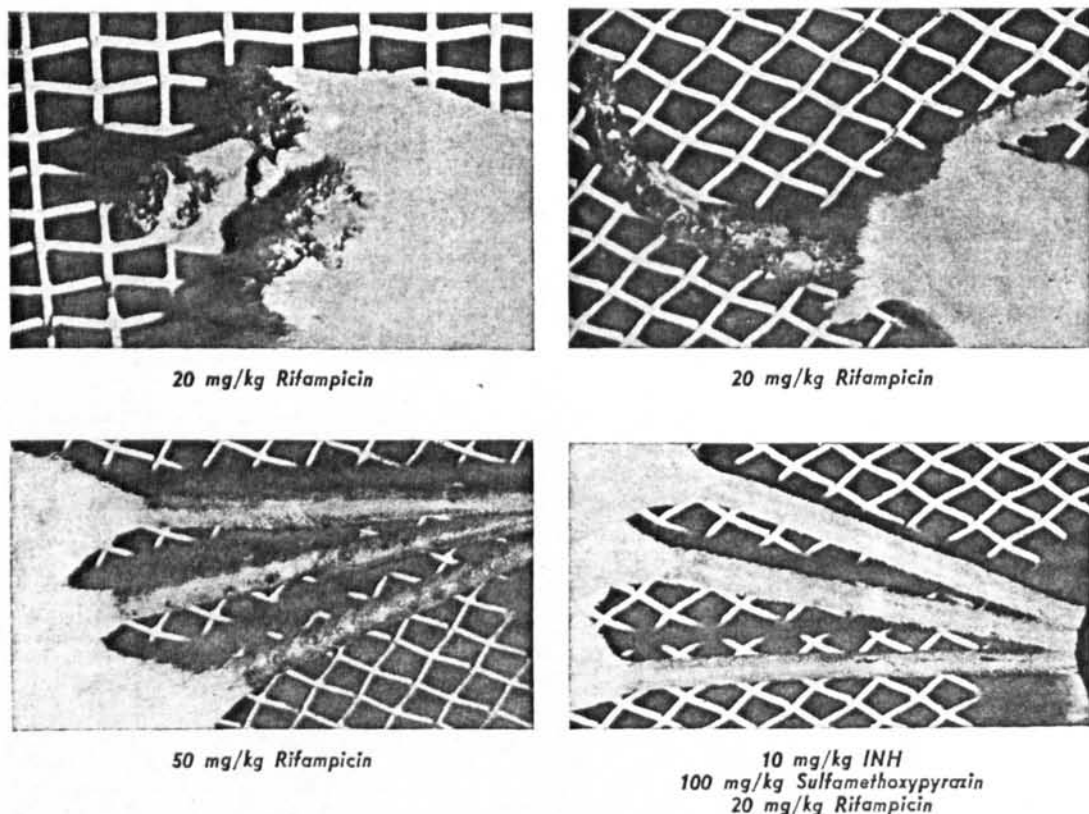 20 mg/kg Rifampicin
20 mg/kg Rifampicin
50 mg/kg Rifampicin
10 mg/kg INH
100 mg/kg Sulfamethoxypyrazin
20 mg/kg Rifampicin